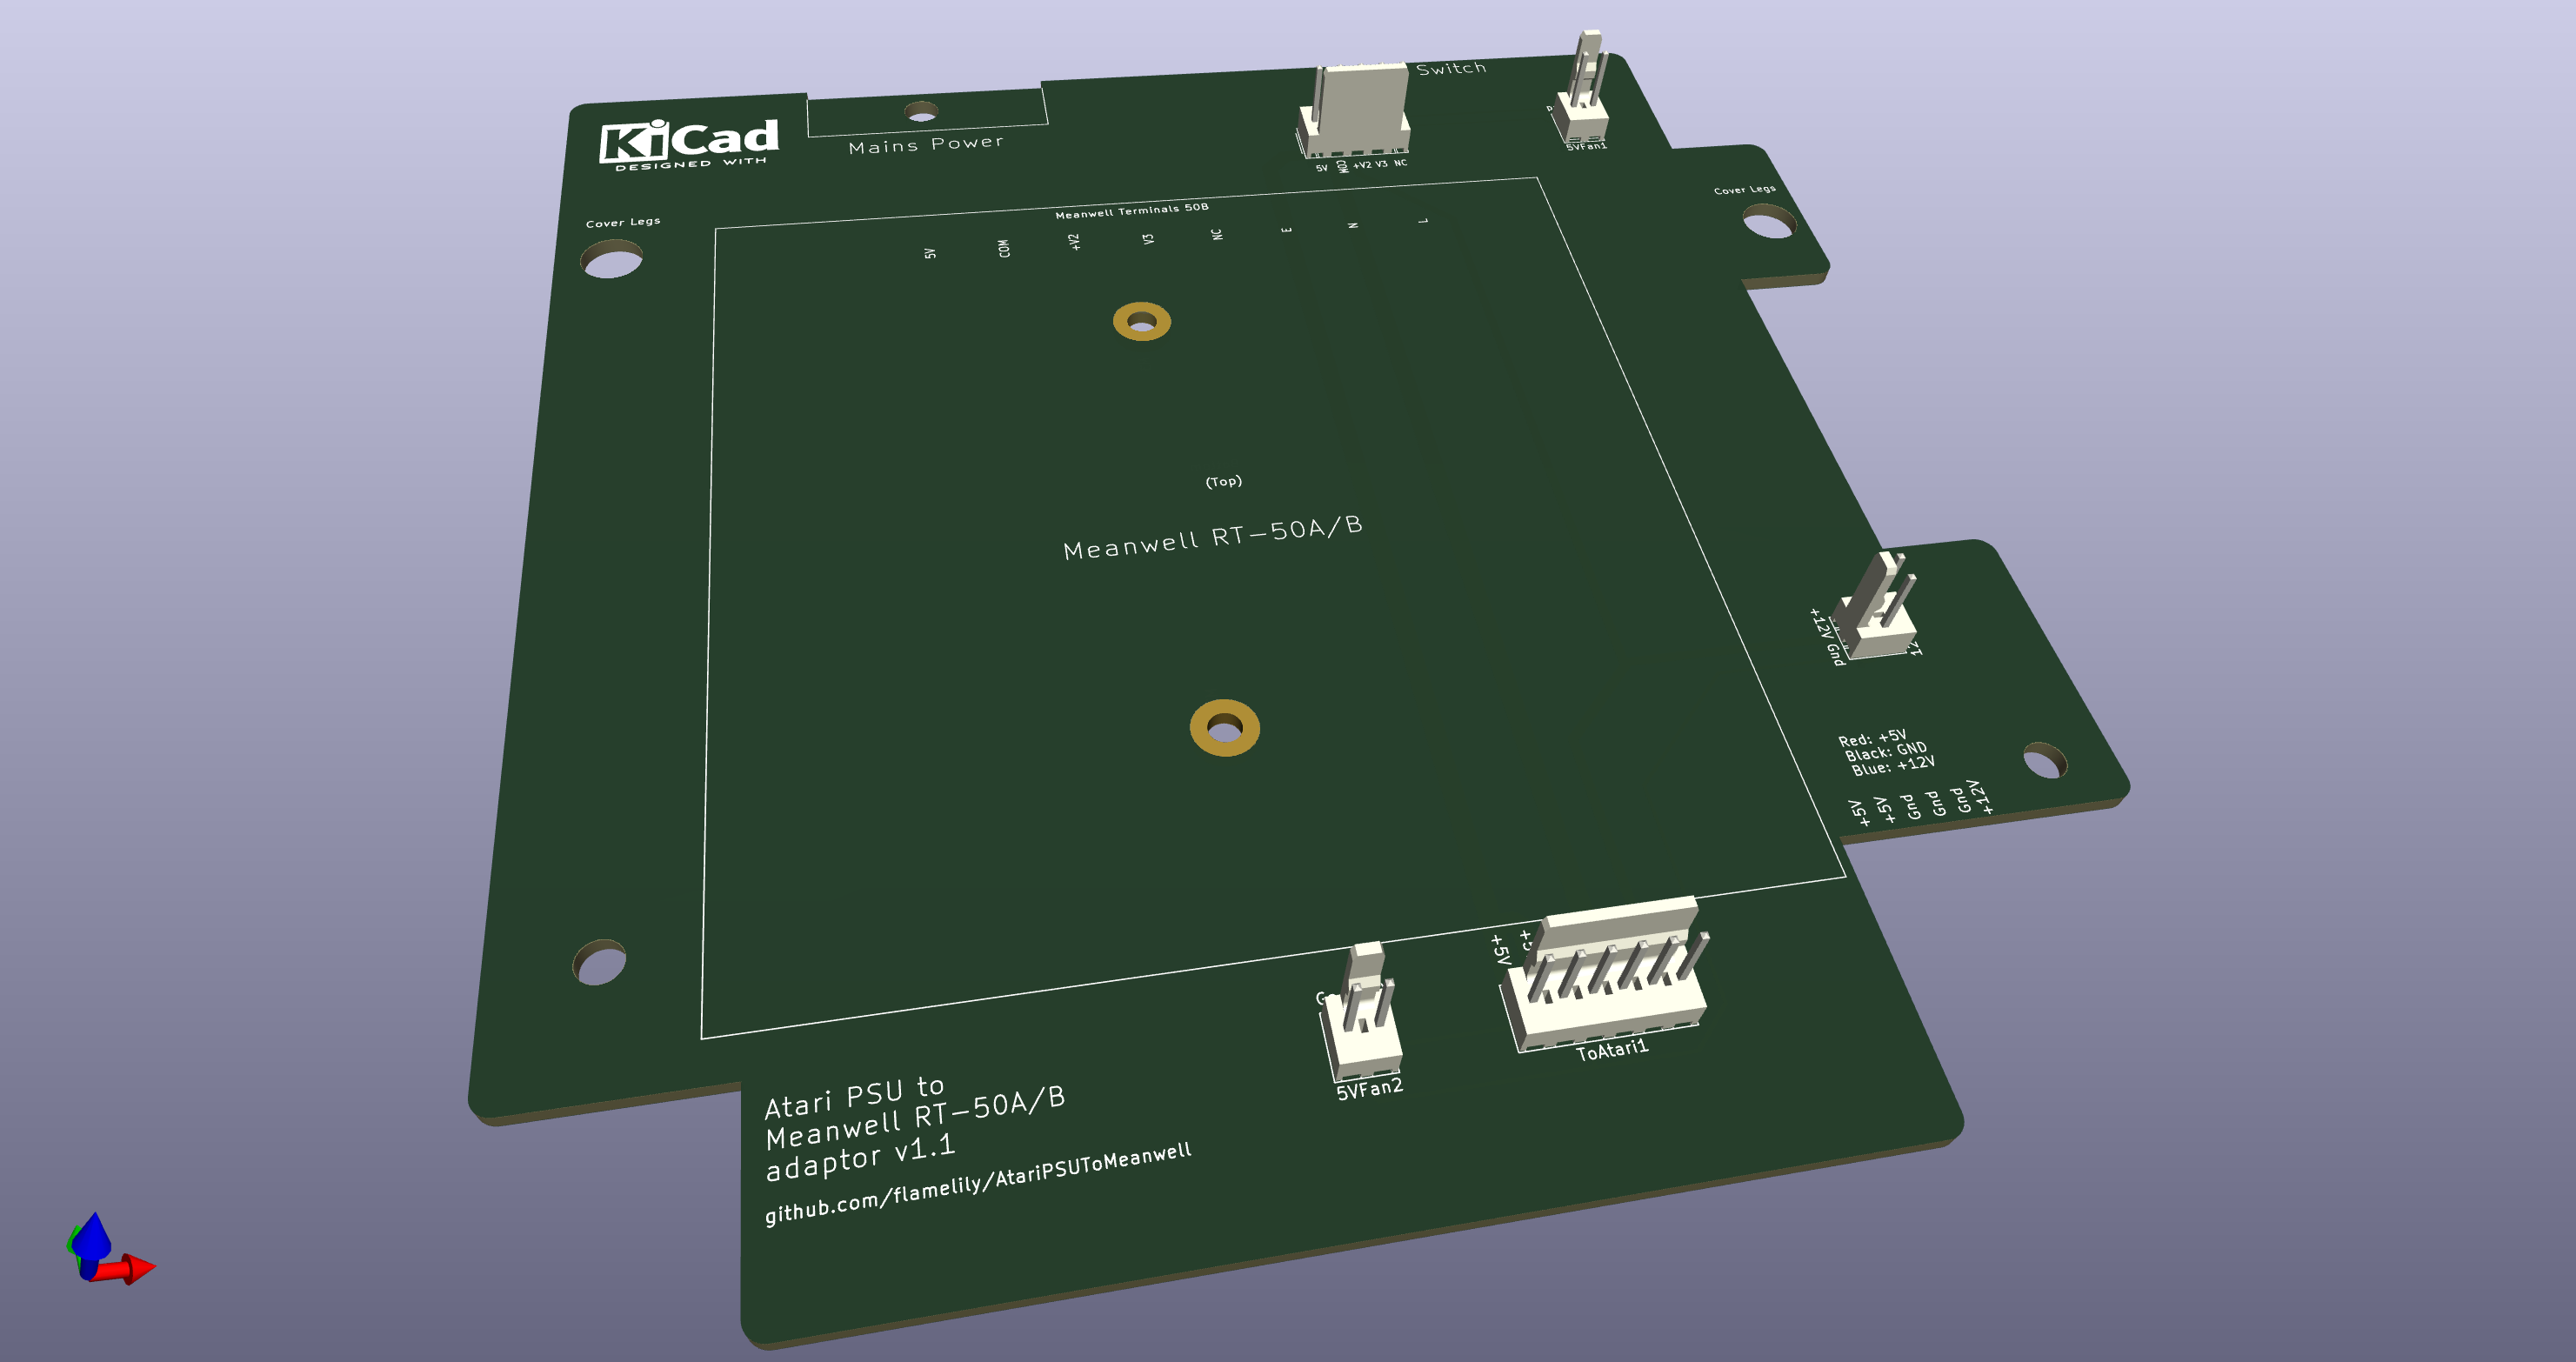 Switch
KiCad
DESIGNED WITH
Mains Power
5VFan1
5V
COM
+V2
V3
NC
Cover Legs
Cover Legs
Meanwell Terminals 50B
5V
COM
+V2
V3
NC
E
N
L
(Top)
Meanwell RT-50A/B
+12V Gnd
Red: +5V
Black: GND
Blue: +12V
+5V
+5V
Gnd
Gnd
Gnd
+12V
+5V
ToAtari1
5VFan2
Atari PSU to
Meanwell RT-50A/B
adaptor v1.1
github.com/flamelily/AtariPSUToMeanwell